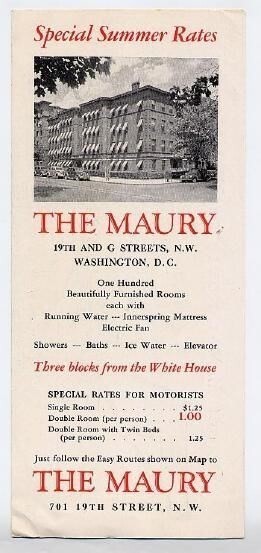 Special Summer Rates
THE MAURY
19TH AND G STREETS, N.W.
WASHINGTON, D.C.
One Hundred
Beautifully Furnished Rooms
each with
Running Water --- Innerspring Mattress
Electric Fan
Showers --- Baths --- Ice Water --- Elevator
Three blocks from the White House
SPECIAL RATES FOR MOTORISTS
Single Room . . . . . . . . $1.25
Double Room (per person) . . . 1.00
Double Room with Twin Beds
(per person) . . . . . . . 1.25
Just follow the Easy Routes shown on Map to
THE MAURY
701 19TH STREET, N.W.